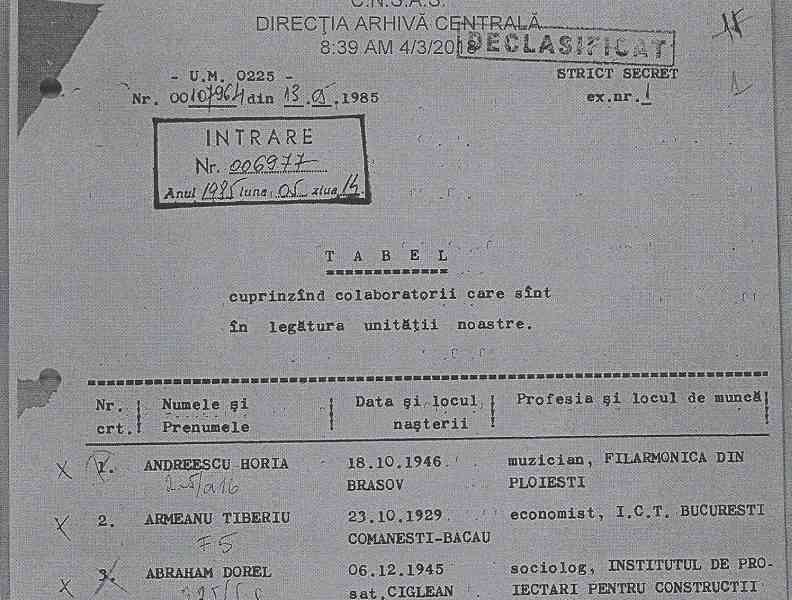 C.N.S.A.S.
DIRECȚIA ARHIVĂ CENTRALĂ
8:39 AM 4/3/2018
DECLASIFICAT
- U.M. 0225 -
STRICT SECRET
Nr. 00107964 din 13.05.1985
ex.nr. 1
INTRARE
Nr. 006977
Anul 1985 luna 05 ziua 14
T A B E L
cuprinzînd colaboratorii care sînt
în legătura unității noastre.
Nr. crt. Numele și Prenumele Data și locul nașterii Profesia și locul de muncă
1. ANDREESCU HORIA 18.10.1946 muzician, FILARMONICA DIN
BRASOV PLOIESTI
2. ARMEANU TIBERIU 23.10.1929 economist, I.C.T. BUCURESTI
F5 COMANESTI-BACAU
3. ABRAHAM DOREL 06.12.1945 sociolog, INSTITUTUL DE PRO-
sat.CIGLEAN IECTARI PENTRU CONSTRUCTII